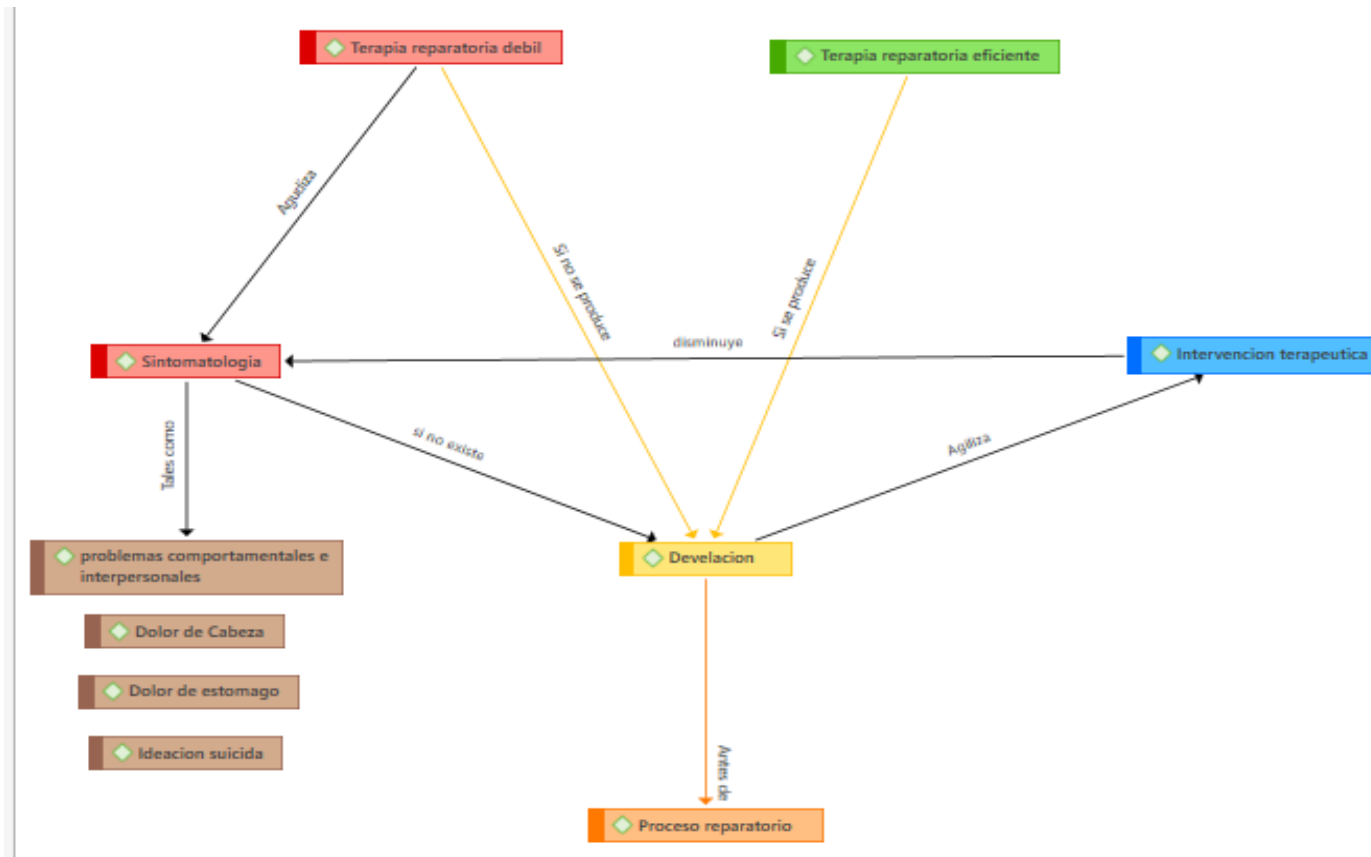 Terapia reparatoria debil
Terapia reparatoria eficiente
Agudiza
Si no se produce
Si se produce
disminuye
Sintomatologia
Intervencion terapeutica
Tales como
si no existe
Agiliza
problemas comportamentales e
interpersonales
Develacion
Dolor de Cabeza
Dolor de estomago
Ideacion suicida
Antes de
Proceso reparatorio